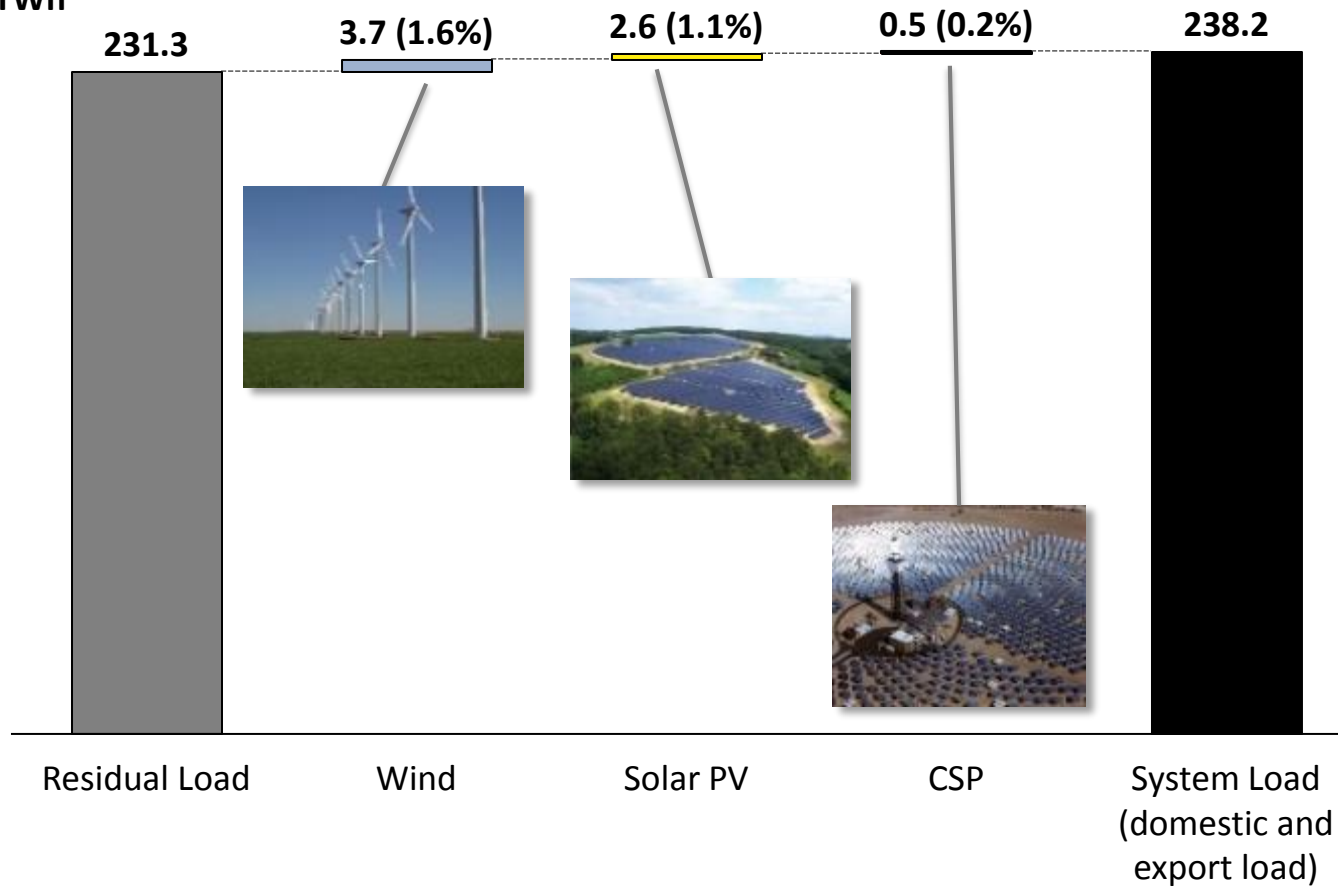 231.3
3.7 (1.6%)
2.6 (1.1%)
0.5 (0.2%)
238.2
Residual Load
Wind
Solar PV
CSP
System Load
(domestic and
export load)